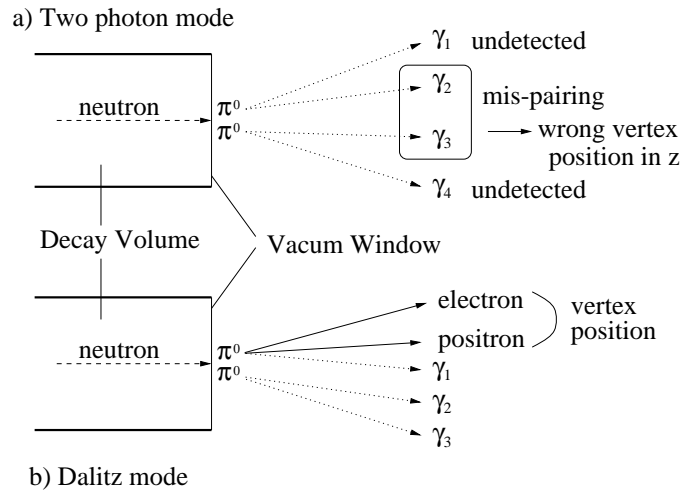 a) Two photon mode
neutron
π⁰
π⁰
γ₁ undetected
γ₂
γ₃
mis-pairing
wrong vertex
position in z
γ₄ undetected
Decay Volume
Vacum Window
neutron
π⁰
π⁰
electron
positron
vertex
position
γ₁
γ₂
γ₃
b) Dalitz mode